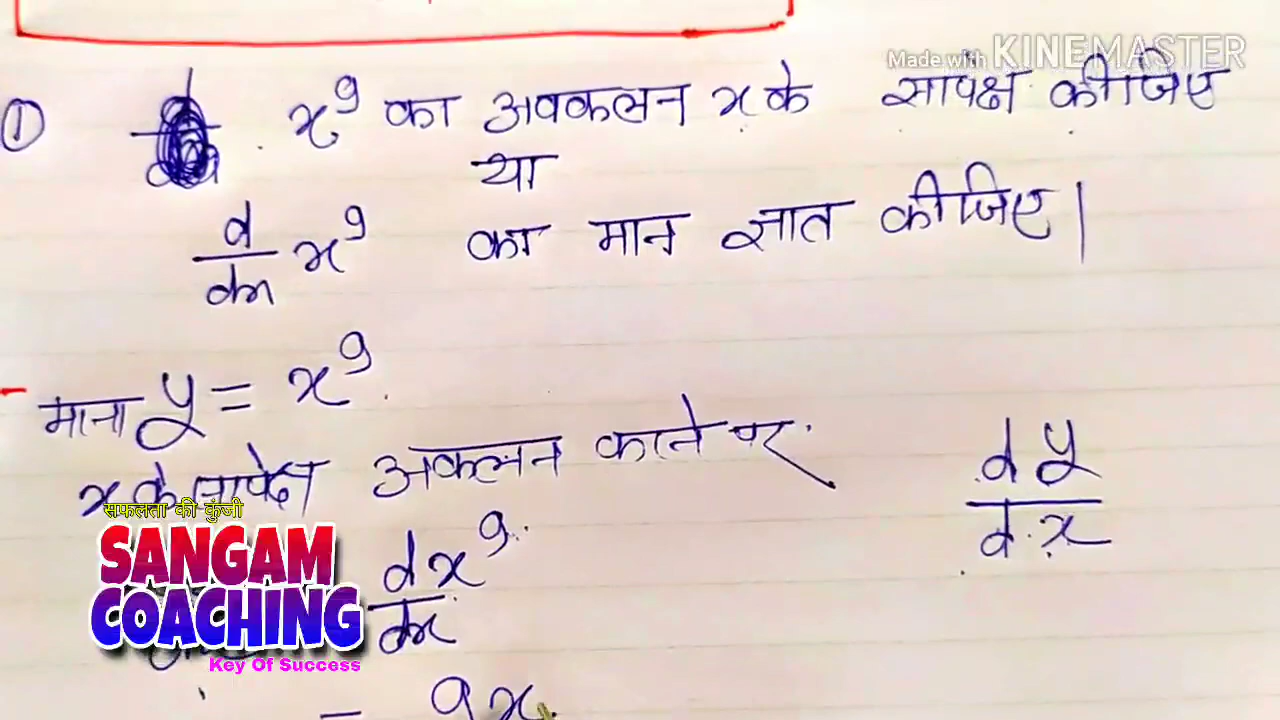 Made with KINEMASTER
① x⁹ का अवकलन x के सापेक्ष कीजिए
या
d/dx x⁹ का मान ज्ञात कीजिए।
माना y = x⁹
x के सापेक्ष अकलन करने पर
dy/dx
सफलता की कुंजी
SANGAM
COACHING
Key Of Success
dx⁹/dx
= 9x